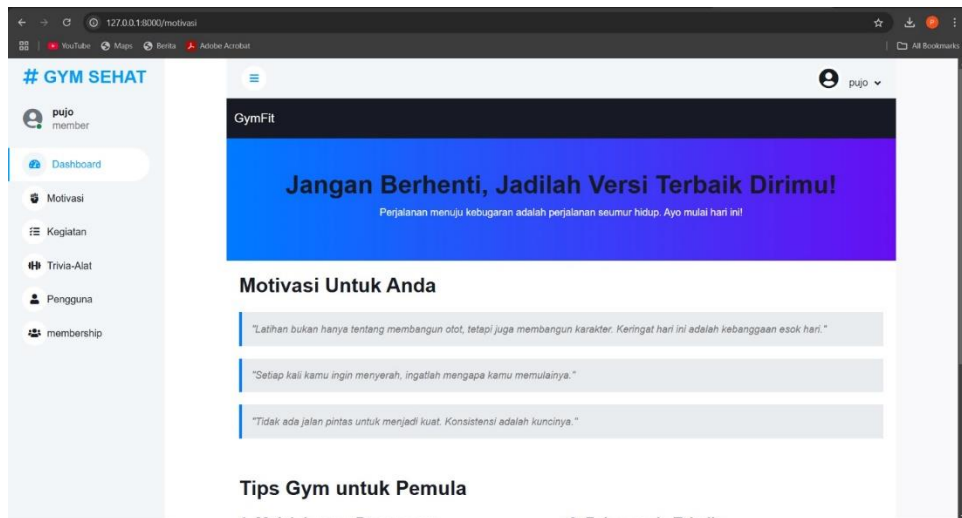 127.0.0.1:8000/motivasi
YouTube Maps Berita Adobe Acrobat All Bookmarks
# GYM SEHAT
pujo
member
Dashboard
Motivasi
Kegiatan
Trivia-Alat
Pengguna
membership
pujo
GymFit
Jangan Berhenti, Jadilah Versi Terbaik Dirimu!
Perjalanan menuju kebugaran adalah perjalanan seumur hidup. Ayo mulai hari ini!
Motivasi Untuk Anda
"Latihan bukan hanya tentang membangun otot, tetapi juga membangun karakter. Keringat hari ini adalah kebanggaan esok hari."
"Setiap kali kamu ingin menyerah, ingatlah mengapa kamu memulainya."
"Tidak ada jalan pintas untuk menjadi kuat. Konsistensi adalah kuncinya."
Tips Gym untuk Pemula